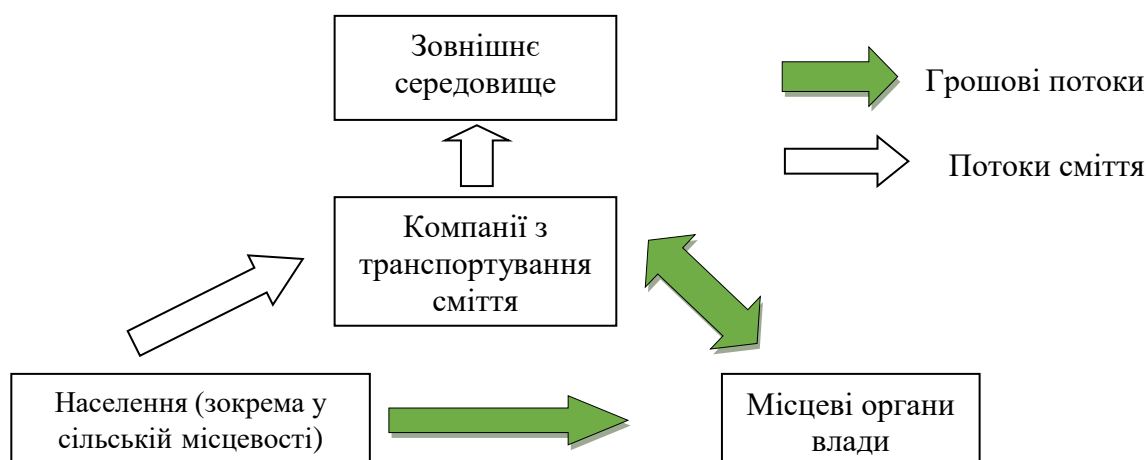 Зовнішнє
середовище
Грошові потоки
Потоки сміття
Компанії з
транспортування
сміття
Населення (зокрема у
сільській місцевості)
Місцеві органи
влади